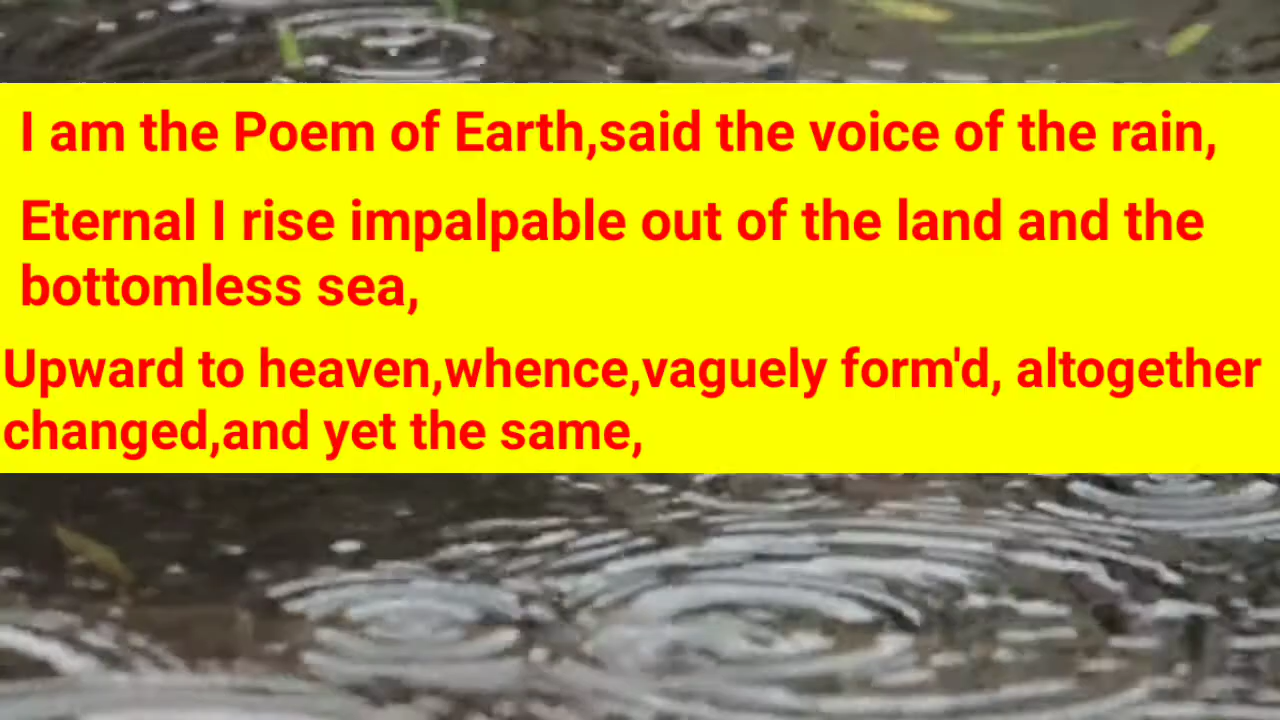 I am the Poem of Earth,said the voice of the rain,
Eternal I rise impalpable out of the land and the
bottomless sea,
Upward to heaven,whence,vaguely form'd, altogether
changed,and yet the same,